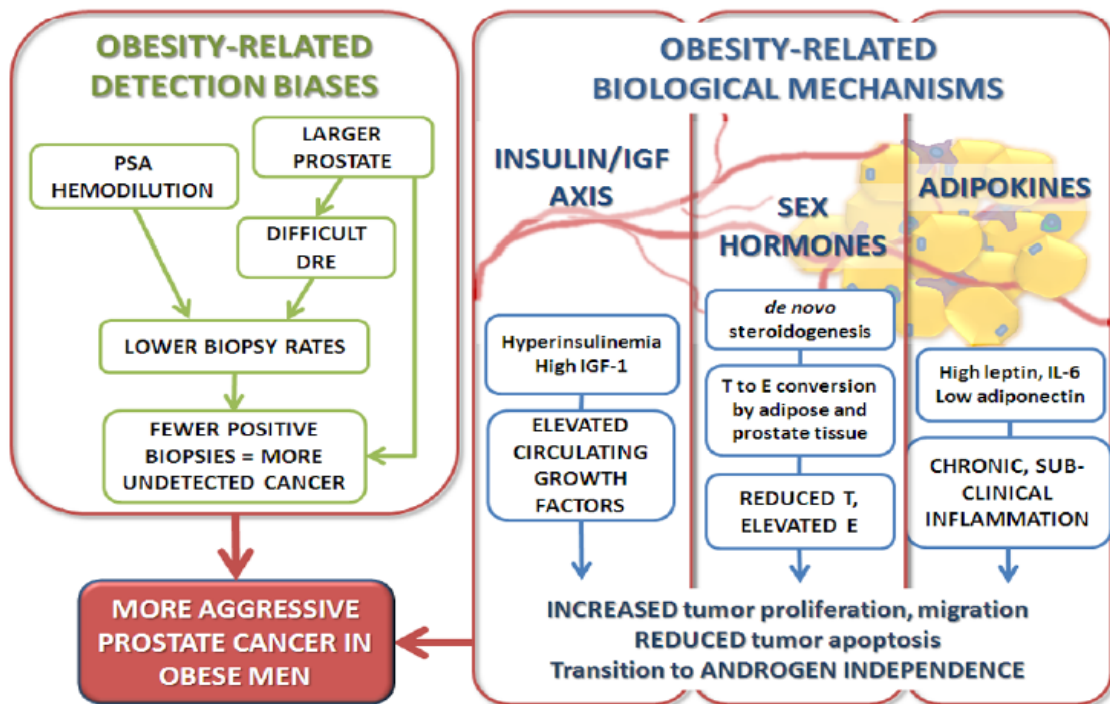 OBESITY-RELATED
DETECTION BIASES
PSA
HEMODILUTION
LARGER
PROSTATE
DIFFICULT
DRE
LOWER BIOPSY RATES
FEWER POSITIVE
BIOPSIES = MORE
UNDETECTED CANCER
MORE AGGRESSIVE
PROSTATE CANCER IN
OBESE MEN
OBESITY-RELATED
BIOLOGICAL MECHANISMS
INSULIN/IGF
AXIS
Hyperinsulinemia
High IGF-1
ELEVATED
CIRCULATING
GROWTH
FACTORS
SEX
HORMONES
de novo
steroidogenesis
T to E conversion
by adipose and
prostate tissue
REDUCED T,
ELEVATED E
ADIPOKINES
High leptin, IL-6
Low adiponectin
CHRONIC, SUB-
CLINICAL
INFLAMMATION
INCREASED tumor proliferation, migration
REDUCED tumor apoptosis
Transition to ANDROGEN INDEPENDENCE